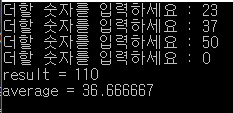 더할 숫자를 입력하세요 : 23
더할 숫자를 입력하세요 : 37
더할 숫자를 입력하세요 : 50
더할 숫자를 입력하세요 : 0
result = 110
average = 36.666667